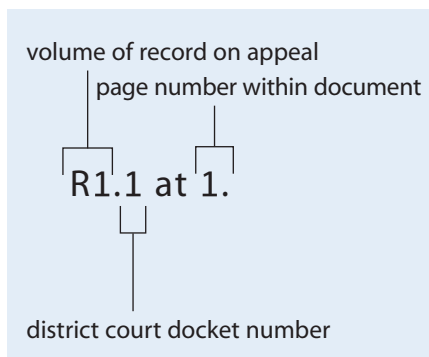 volume of record on appeal
page number within document
R1.1 at 1.
district court docket number